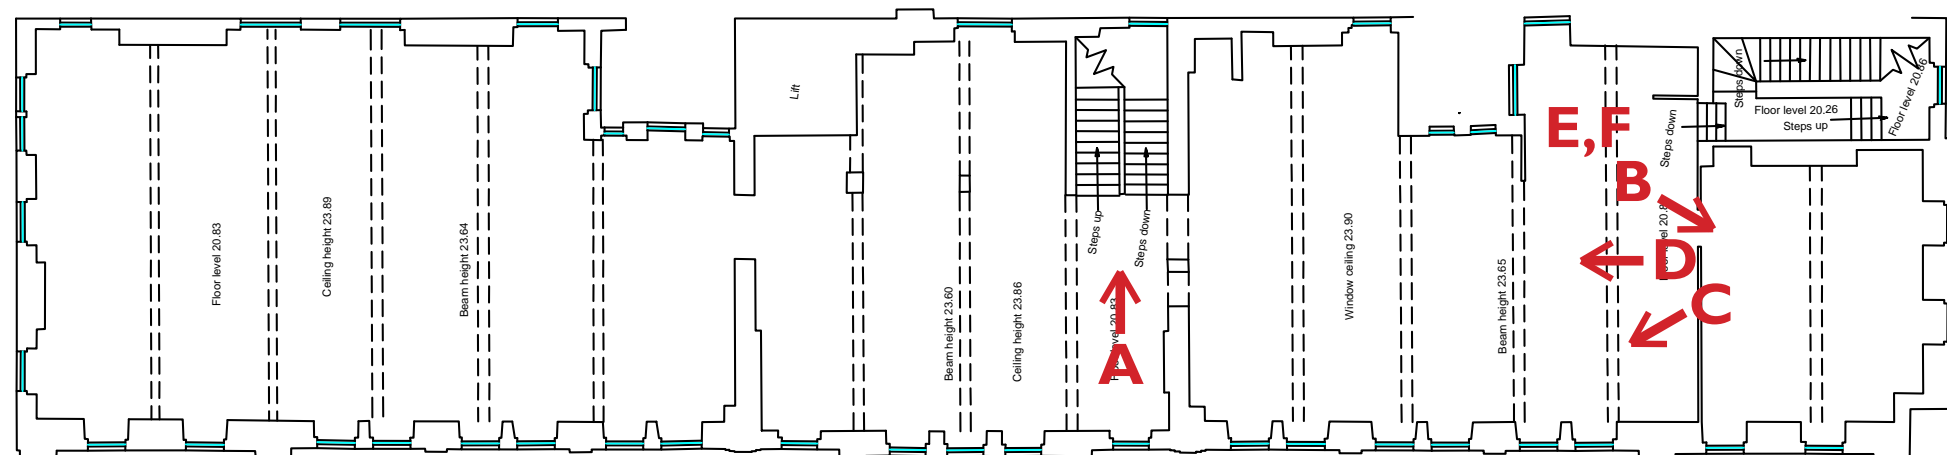 Floor level 20.83
Ceiling height 23.89
Beam height 23.64
Lift
Beam height 23.60
Ceiling height 23.86
Steps up
Steps down
A
Window ceiling 23.90
Beam height 23.65
E,F
B
D
C
Steps down
Steps down
Floor level 20.26
Steps up
Floor level 20.86